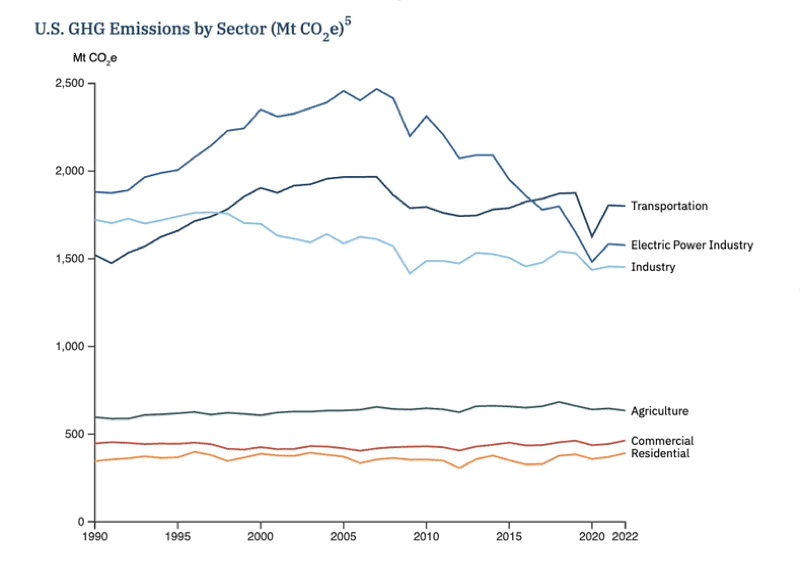 U.S. GHG Emissions by Sector (Mt CO₂e)⁵
Mt CO₂e
2,500
2,000
1,500
1,000
500
0
1990
1995
2000
2005
2010
2015
2020
2022
Transportation
Electric Power Industry
Industry
Agriculture
Commercial
Residential